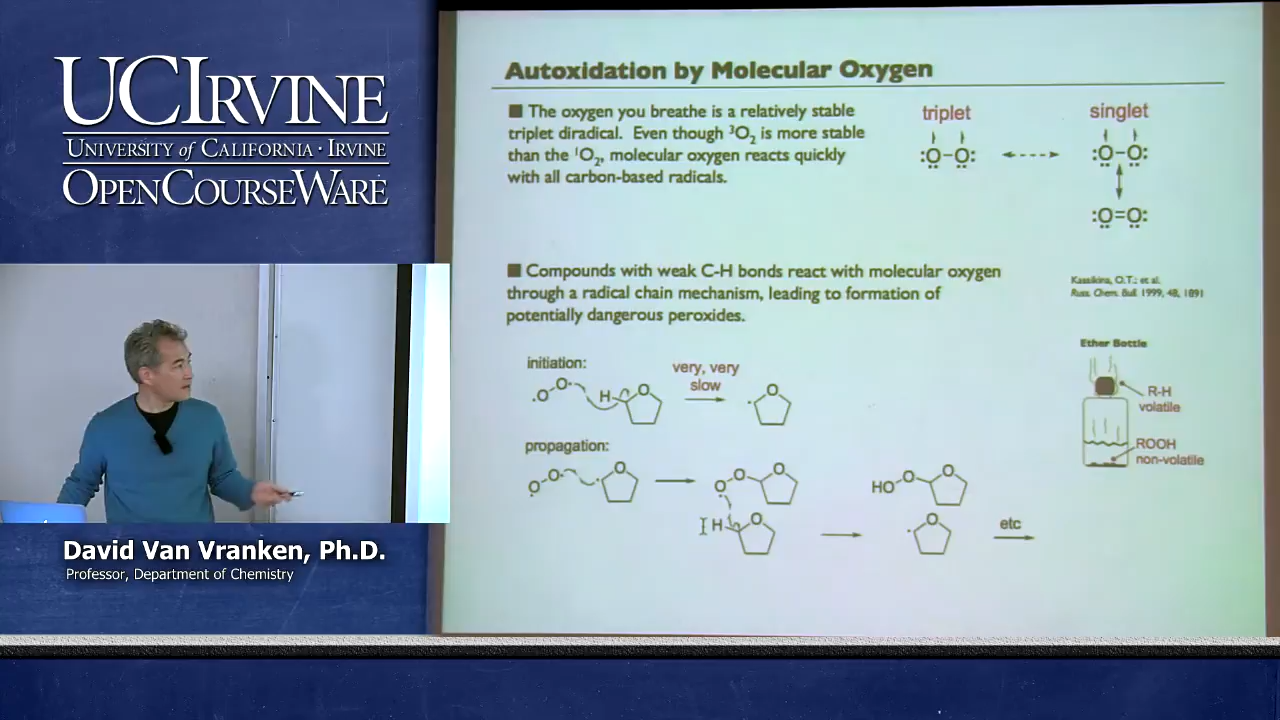 UCIRVINE
UNIVERSITY of CALIFORNIA · IRVINE
OPENCOURSEWARE
David Van Vranken, Ph.D.
Professor, Department of Chemistry
Autoxidation by Molecular Oxygen
The oxygen you breathe is a relatively stable
triplet diradical. Even though ³O₂ is more stable
than the ¹O₂, molecular oxygen reacts quickly
with all carbon-based radicals.
triplet
singlet
:O–O:
:O–O:
:O=O:
Compounds with weak C-H bonds react with molecular oxygen
through a radical chain mechanism, leading to formation of
potentially dangerous peroxides.
Russ. Chem. Bull. 1999, 48, 1891
initiation:
very, very
slow
.O O. H O
. O
propagation:
O O. . O
O O O
H O
HO O O
. O
etc
Ether Bottle
R-H
volatile
ROOH
non-volatile